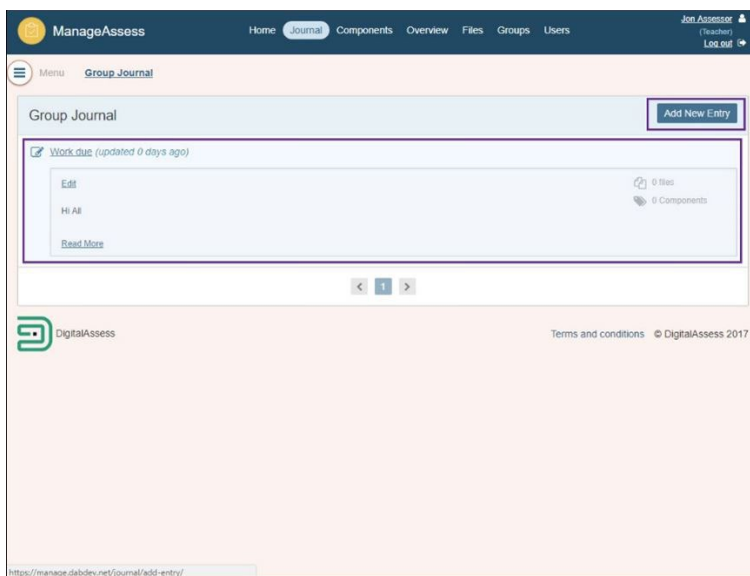 ManageAssess
Home Journal Components Overview Files Groups Users
Jon Assessor
(Teacher)
Log out
Menu Group Journal
Group Journal
Add New Entry
Work due (updated 0 days ago)
Edit
0 files
Hi All
0 Components
Read More
1
DigitalAssess
Terms and conditions © DigitalAssess 2017
https://manage.dabdev.net/journal/add-entry/